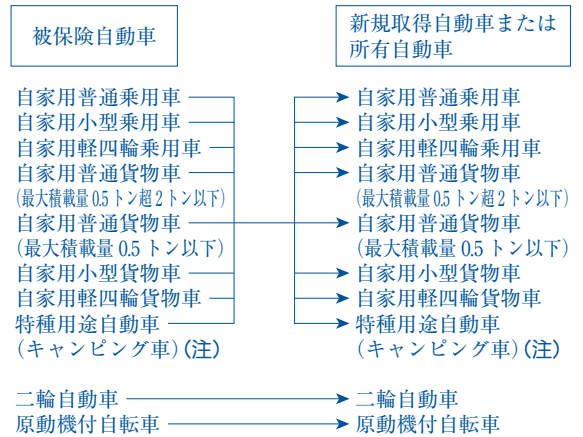 被保険自動車
自家用普通乗用車
自家用小型乗用車
自家用軽四輪乗用車
自家用普通貨物車
(最大積載量0.5トン超2トン以下)
自家用普通貨物車
(最大積載量0.5トン以下)
自家用小型貨物車
自家用軽四輪貨物車
特種用途自動車
(キャンピング車)(注)
二輪自動車
原動機付自転車
新規取得自動車または
所有自動車
自家用普通乗用車
自家用小型乗用車
自家用軽四輪乗用車
自家用普通貨物車
(最大積載量0.5トン超2トン以下)
自家用普通貨物車
(最大積載量0.5トン以下)
自家用小型貨物車
自家用軽四輪貨物車
特種用途自動車
(キャンピング車)(注)
二輪自動車
原動機付自転車